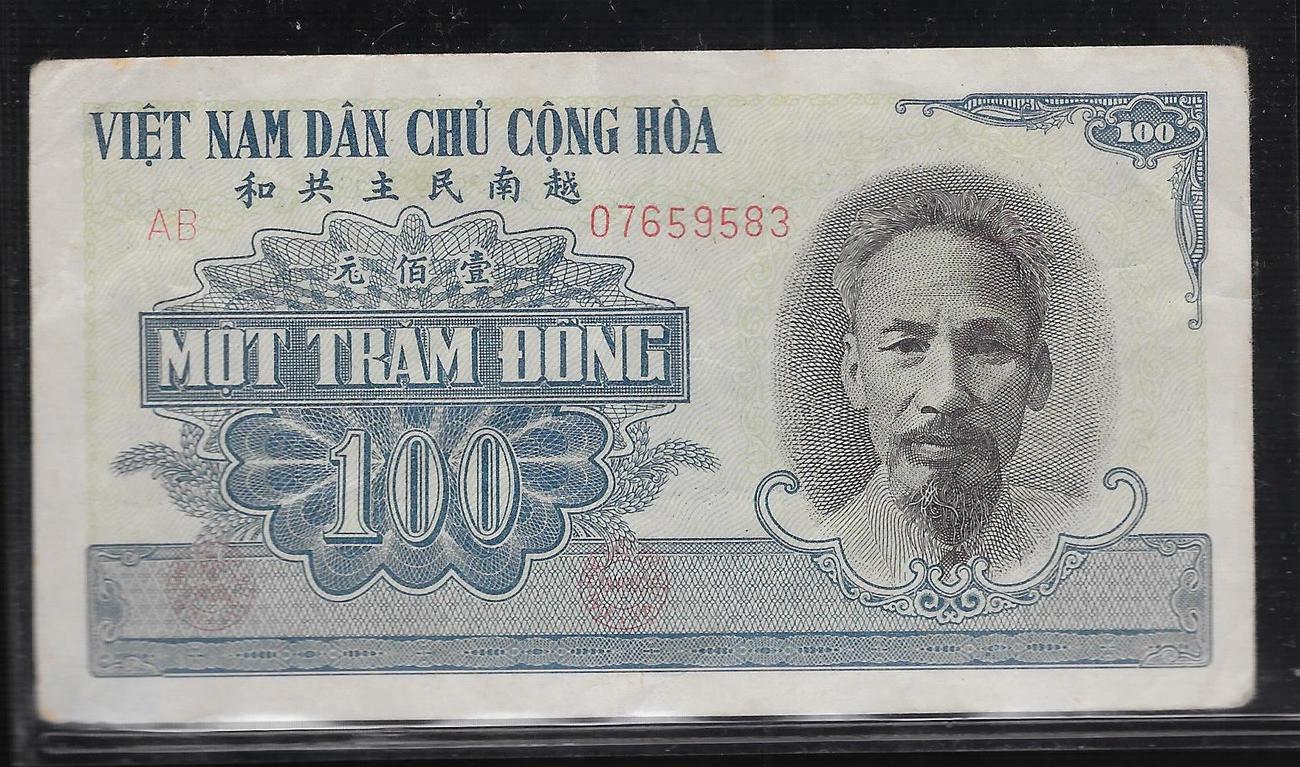 VIỆT NAM DÂN CHỦ CỘNG HÒA
和共主民南越
AB
07659583
100
元佰壹
MỘT TRĂM ĐỒNG
100